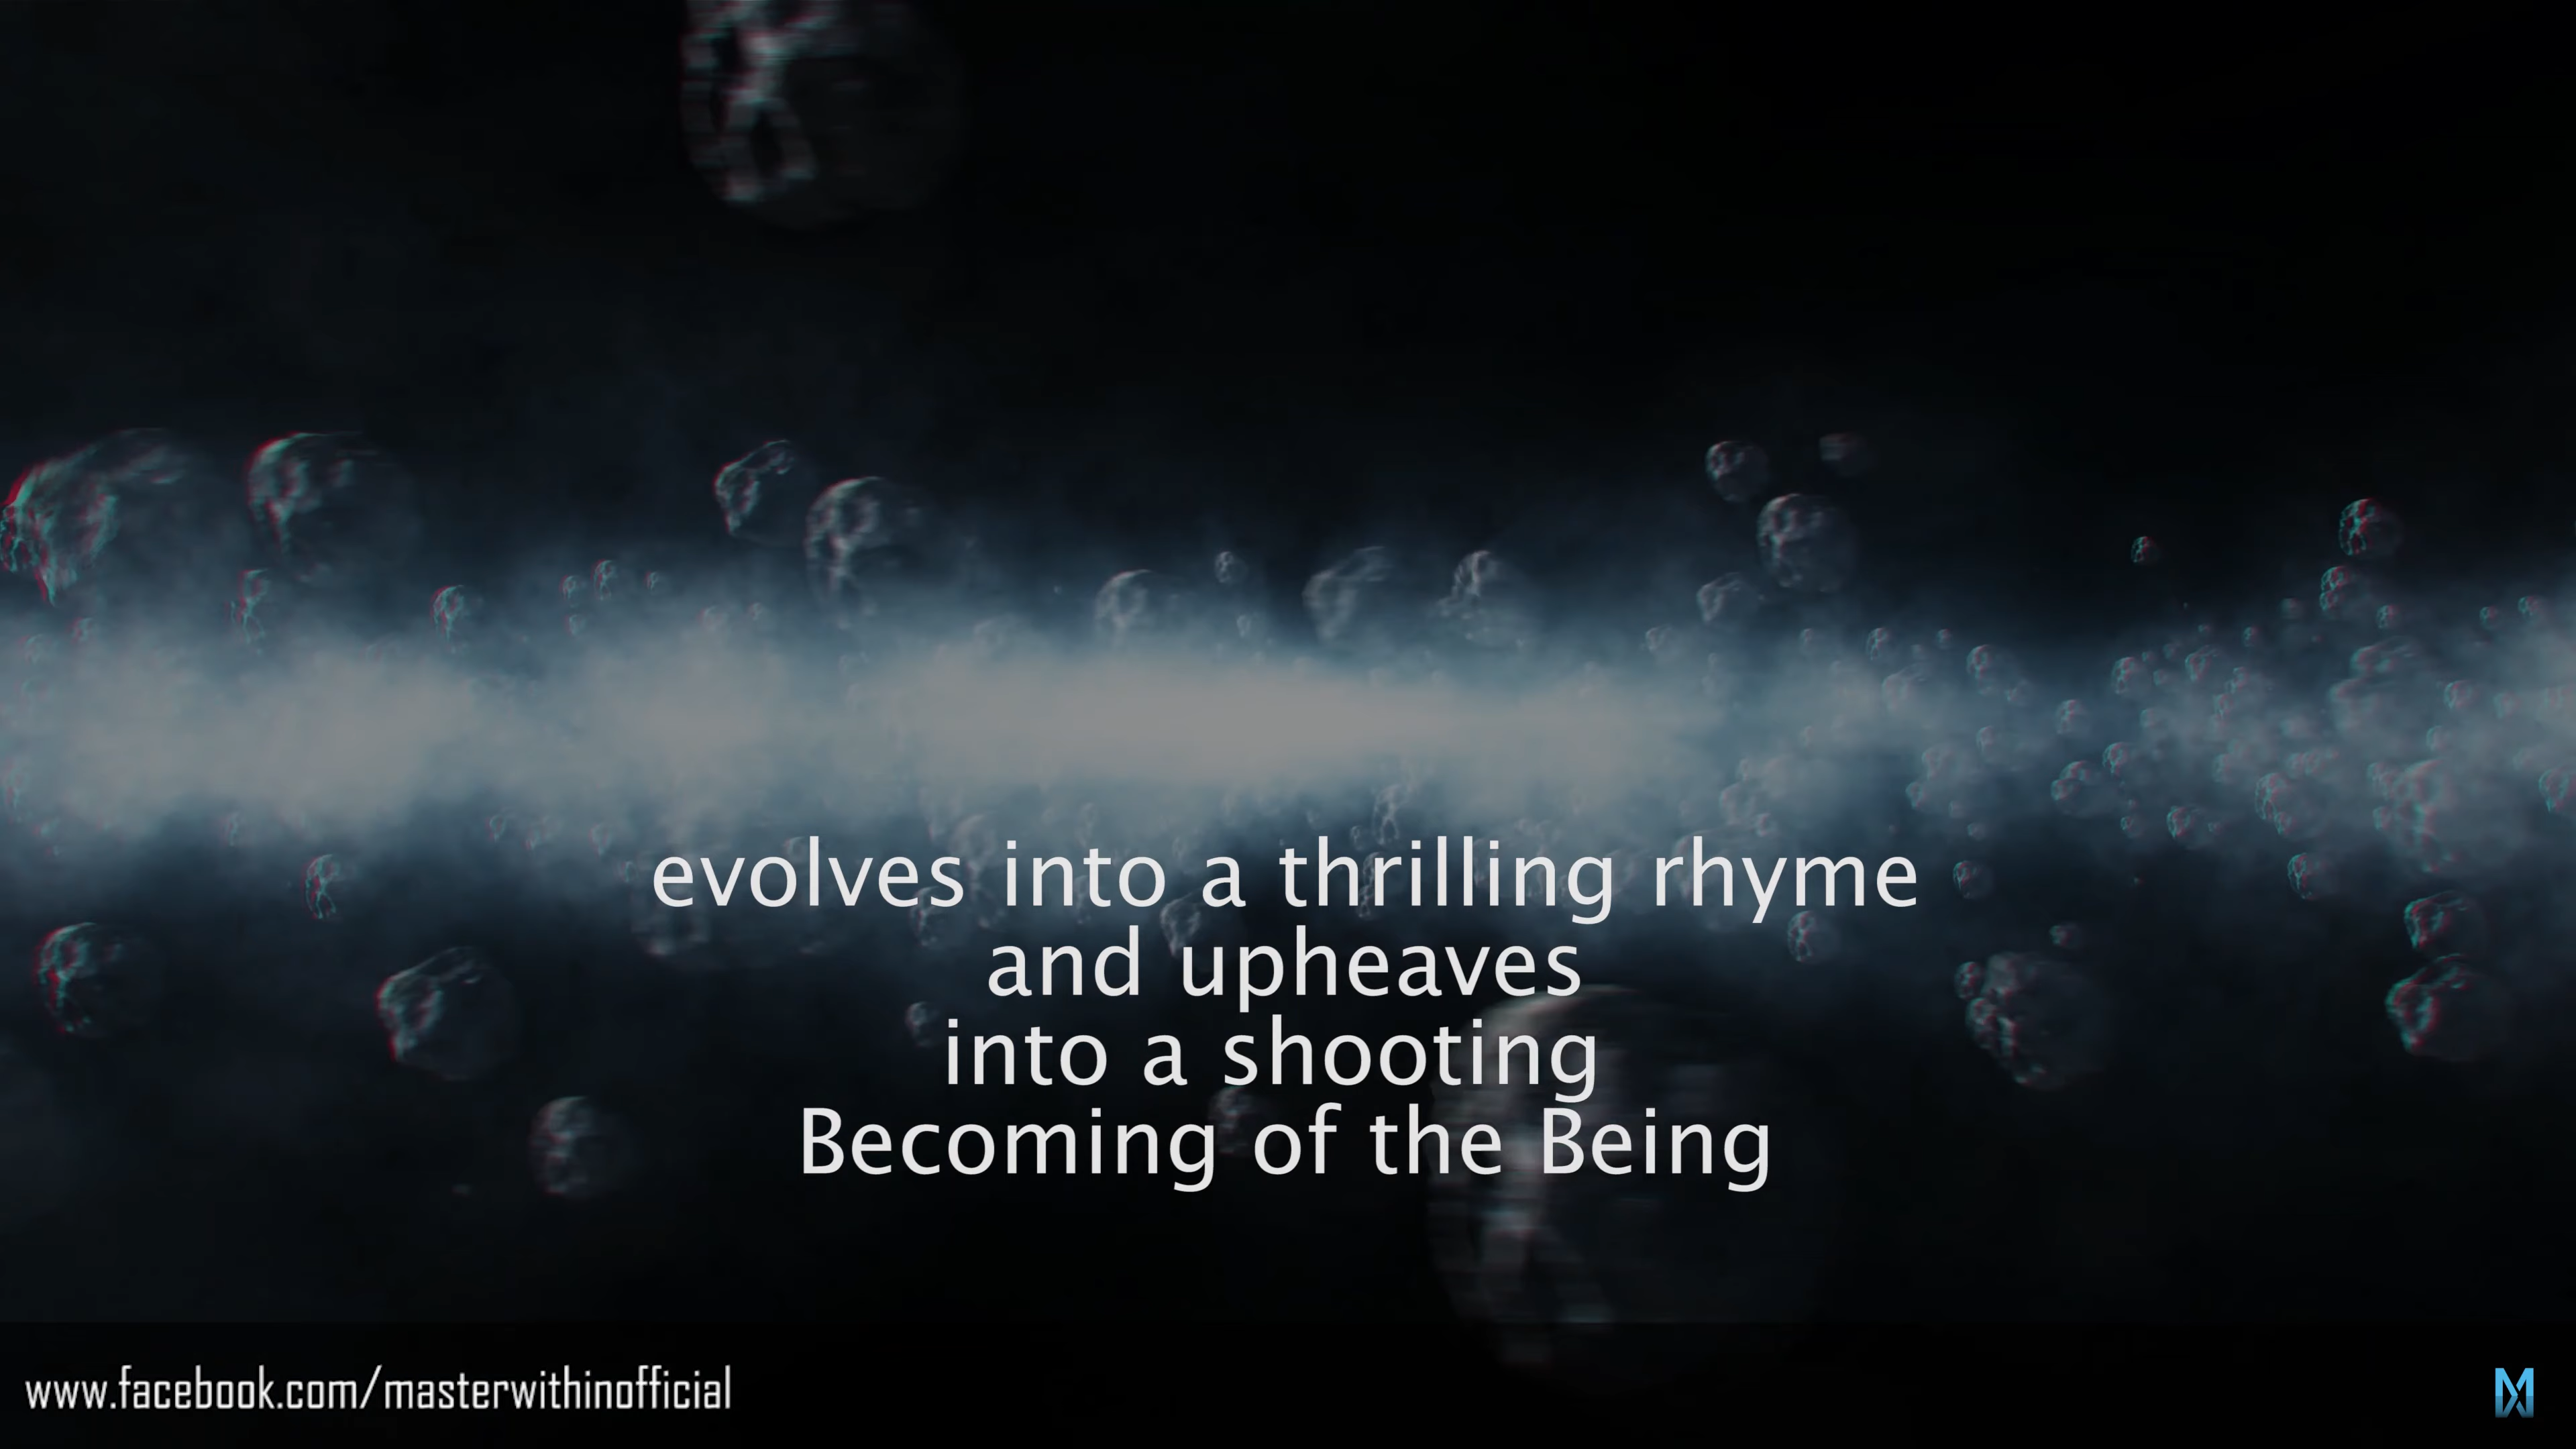 evolves into a thrilling rhyme
and upheaves
into a shooting
Becoming of the Being
www.facebook.com/masterwithinofficial